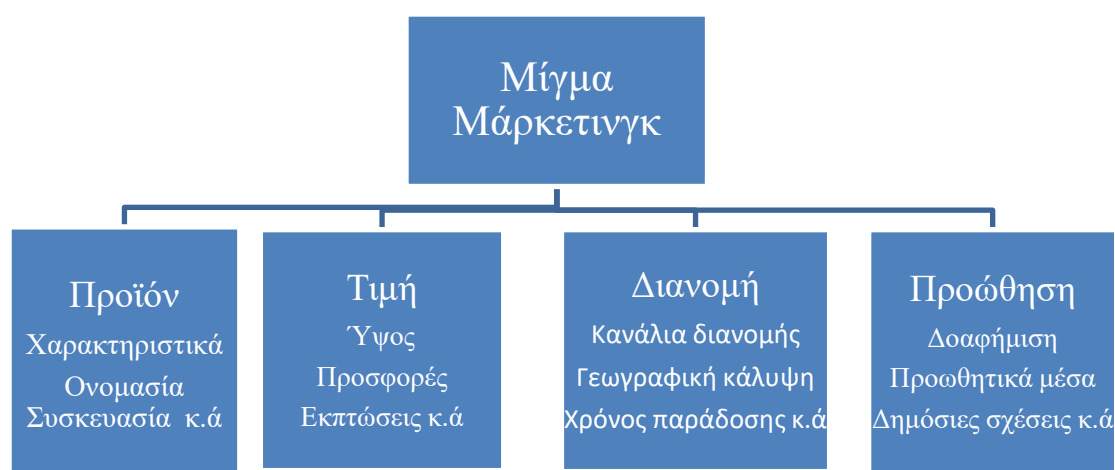 Μίγμα
Μάρκετινγκ
Προϊόν
Χαρακτηριστικά
Ονομασία
Συσκευασία κ.ά
Τιμή
Ύψος
Προσφορές
Εκπτώσεις κ.ά
Διανομή
Κανάλια διανομής
Γεωγραφική κάλυψη
Χρόνος παράδοσης κ.ά
Προώθηση
Δοαφήμιση
Προωθητικά μέσα
Δημόσιες σχέσεις κ.ά